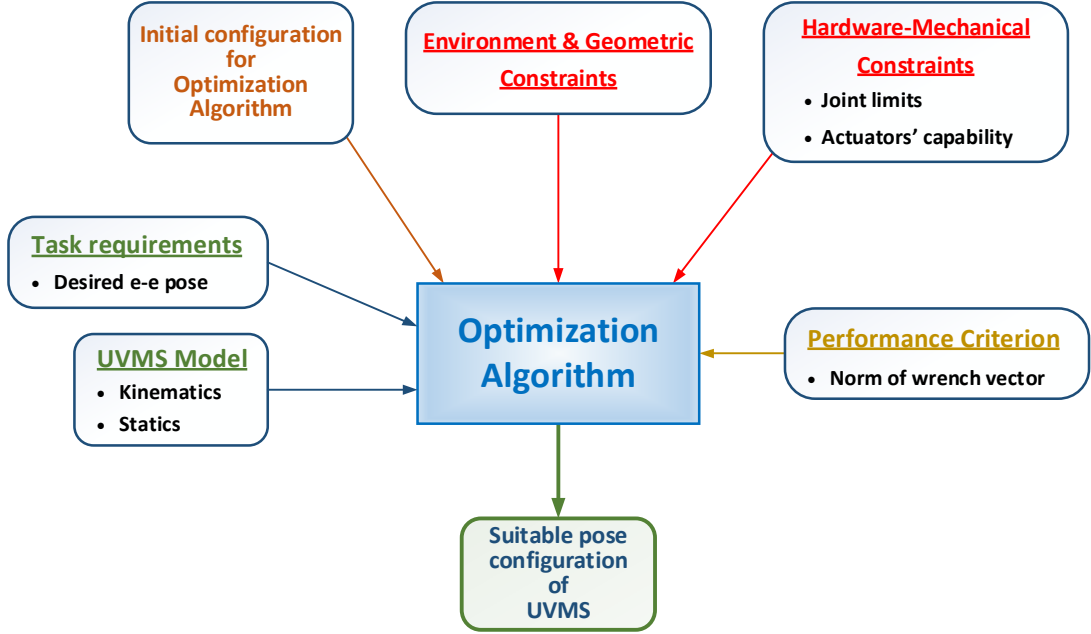 Initial configuration
for
Optimization
Algorithm
Environment & Geometric
Constraints
Hardware-Mechanical
Constraints
• Joint limits
• Actuators’ capability
Task requirements
• Desired e-e pose
UVMS Model
• Kinematics
• Statics
Optimization
Algorithm
Performance Criterion
• Norm of wrench vector
Suitable pose
configuration
of
UVMS